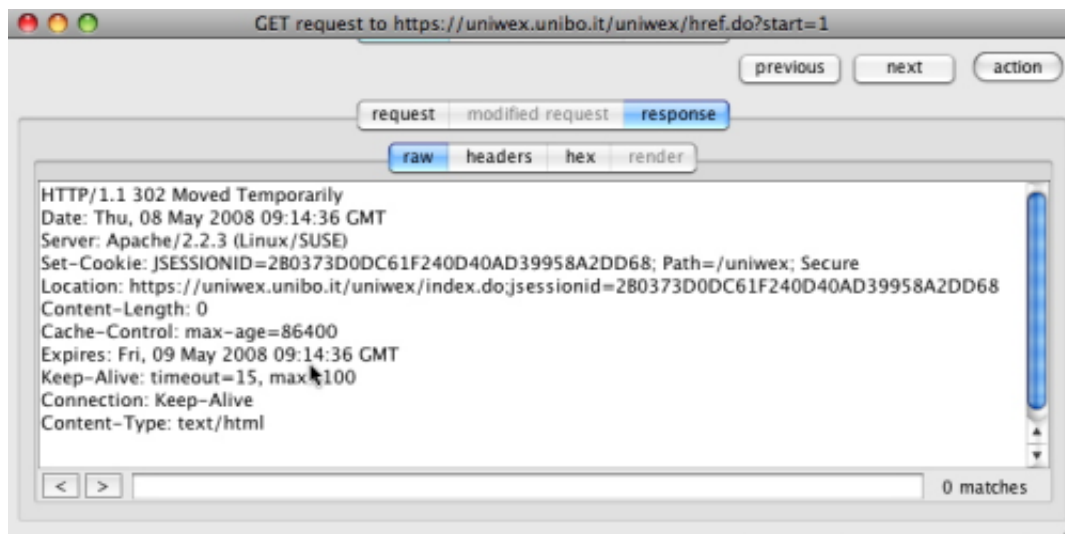 GET request to https://uniwex.unibo.it/uniwex/href.do?start=1
previous next action
request modified request response
raw headers hex render
HTTP/1.1 302 Moved Temporarily
Date: Thu, 08 May 2008 09:14:36 GMT
Server: Apache/2.2.3 (Linux/SUSE)
Set-Cookie: JSESSIONID=2B0373D0DC61F240D40AD39958A2DD68; Path=/uniwex; Secure
Location: https://uniwex.unibo.it/uniwex/index.do;jsessionid=2B0373D0DC61F240D40AD39958A2DD68
Content-Length: 0
Cache-Control: max-age=86400
Expires: Fri, 09 May 2008 09:14:36 GMT
Keep-Alive: timeout=15, max=100
Connection: Keep-Alive
Content-Type: text/html
< > 0 matches